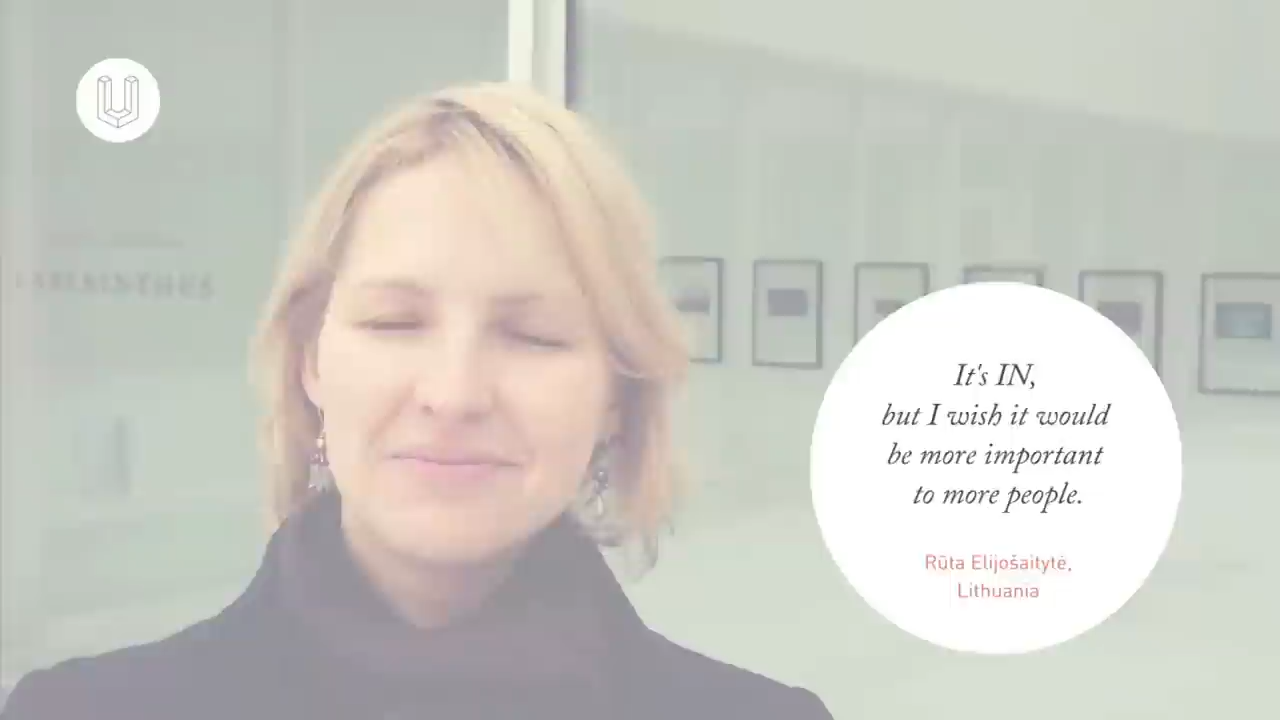 It's IN,
but I wish it would
be more important
to more people.
Rūta Elijošaitytė,
Lithuania